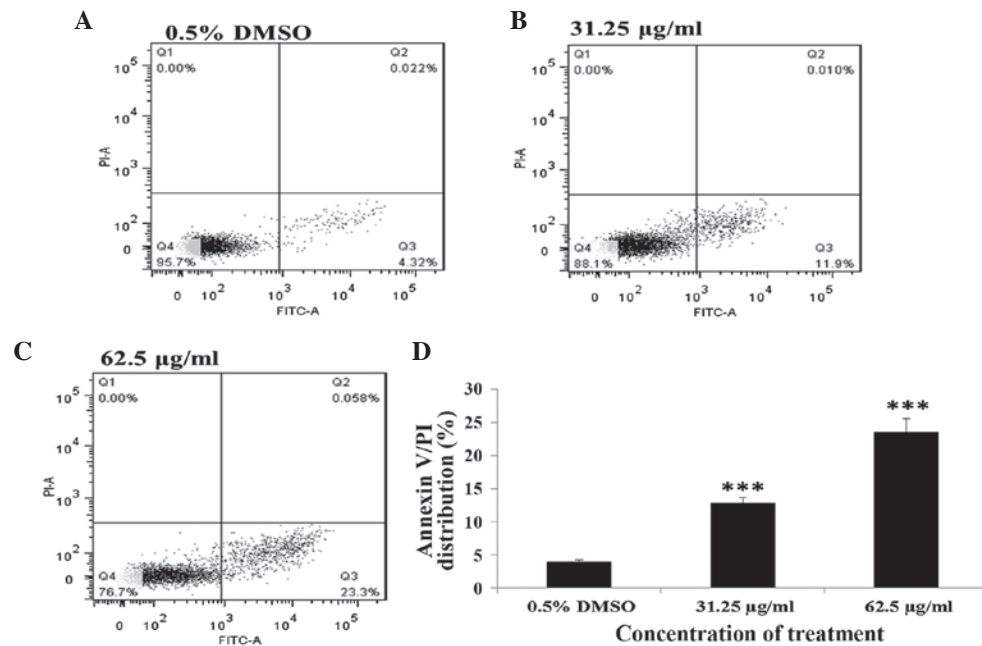 A
0.5% DMSO
Q1
0.00%
Q2
0.022%
10^5
10^4
10^3
10^2
0
PI-A
Q4
95.7%
Q3
4.32%
0 10^2 10^3 10^4 10^5
FITC-A
B
31.25 µg/ml
Q1
0.00%
Q2
0.010%
10^5
10^4
10^3
10^2
0
PI-A
Q4
88.1%
Q3
11.9%
0 10^2 10^3 10^4 10^5
FITC-A
C
62.5 µg/ml
Q1
0.00%
Q2
0.058%
10^5
10^4
10^3
10^2
0
PI-A
Q4
76.7%
Q3
23.3%
0 10^2 10^3 10^4 10^5
FITC-A
D
Annexin V/PI
distribution (%)
30
25
20
15
10
5
0
***
***
0.5% DMSO 31.25 µg/ml 62.5 µg/ml
Concentration of treatment